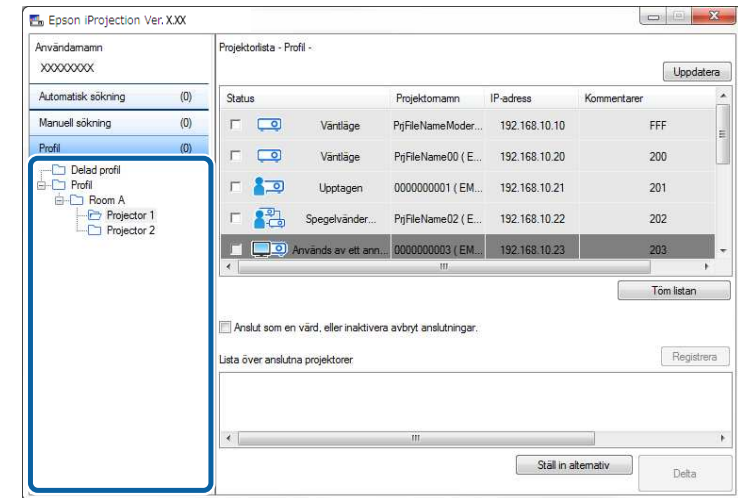 Epson iProjection Ver. X.XX
Användarnamn
XXXXXXXX
Automatisk sökning (0)
Manuell sökning (0)
Profil (0)
Delad profil
Profil
Room A
Projector 1
Projector 2
Projektorlista - Profil -
Uppdatera
Status Projektornamn IP-adress Kommentarer
Väntläge PrjFileNameModer... 192.168.10.10 FFF
Väntläge PrjFileName00 ( E... 192.168.10.20 200
Upptagen 0000000001 ( EM... 192.168.10.21 201
Spegelvänder... PrjFileName02 ( E... 192.168.10.22 202
Används av ett ann... 0000000003 ( EM... 192.168.10.23 203
Töm listan
Anslut som en värd, eller inaktivera avbryt anslutningar.
Lista över anslutna projektorer
Registrera
Ställ in alternativ
Delta